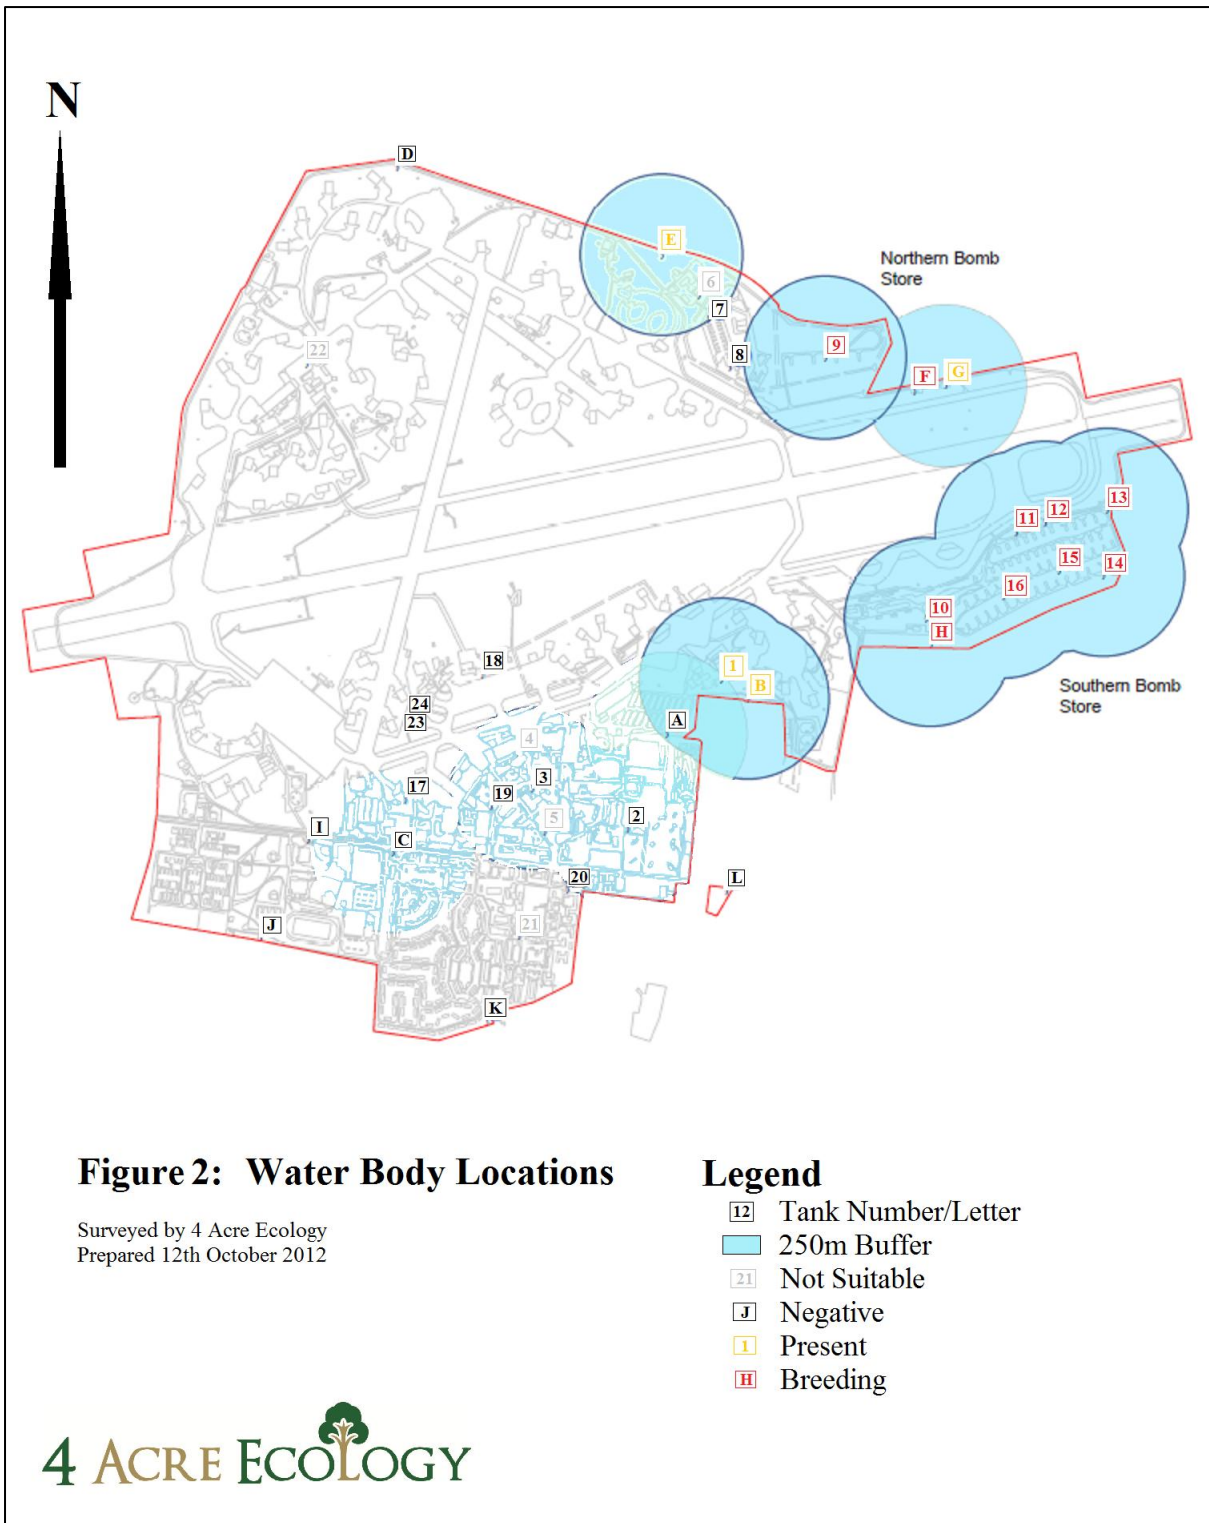 N
D
E
Northern Bomb
Store
6
7
22
9
8
F
G
13
11
12
15
14
16
10
H
18
1
B
Southern Bomb
Store
24
23
A
4
17
3
19
5
2
I
C
20
L
J
21
K
Figure 2: Water Body Locations
Surveyed by 4 Acre Ecology
Prepared 12th October 2012
Legend
12 Tank Number/Letter
250m Buffer
21 Not Suitable
J Negative
1 Present
H Breeding
4 ACRE ECOLOGY